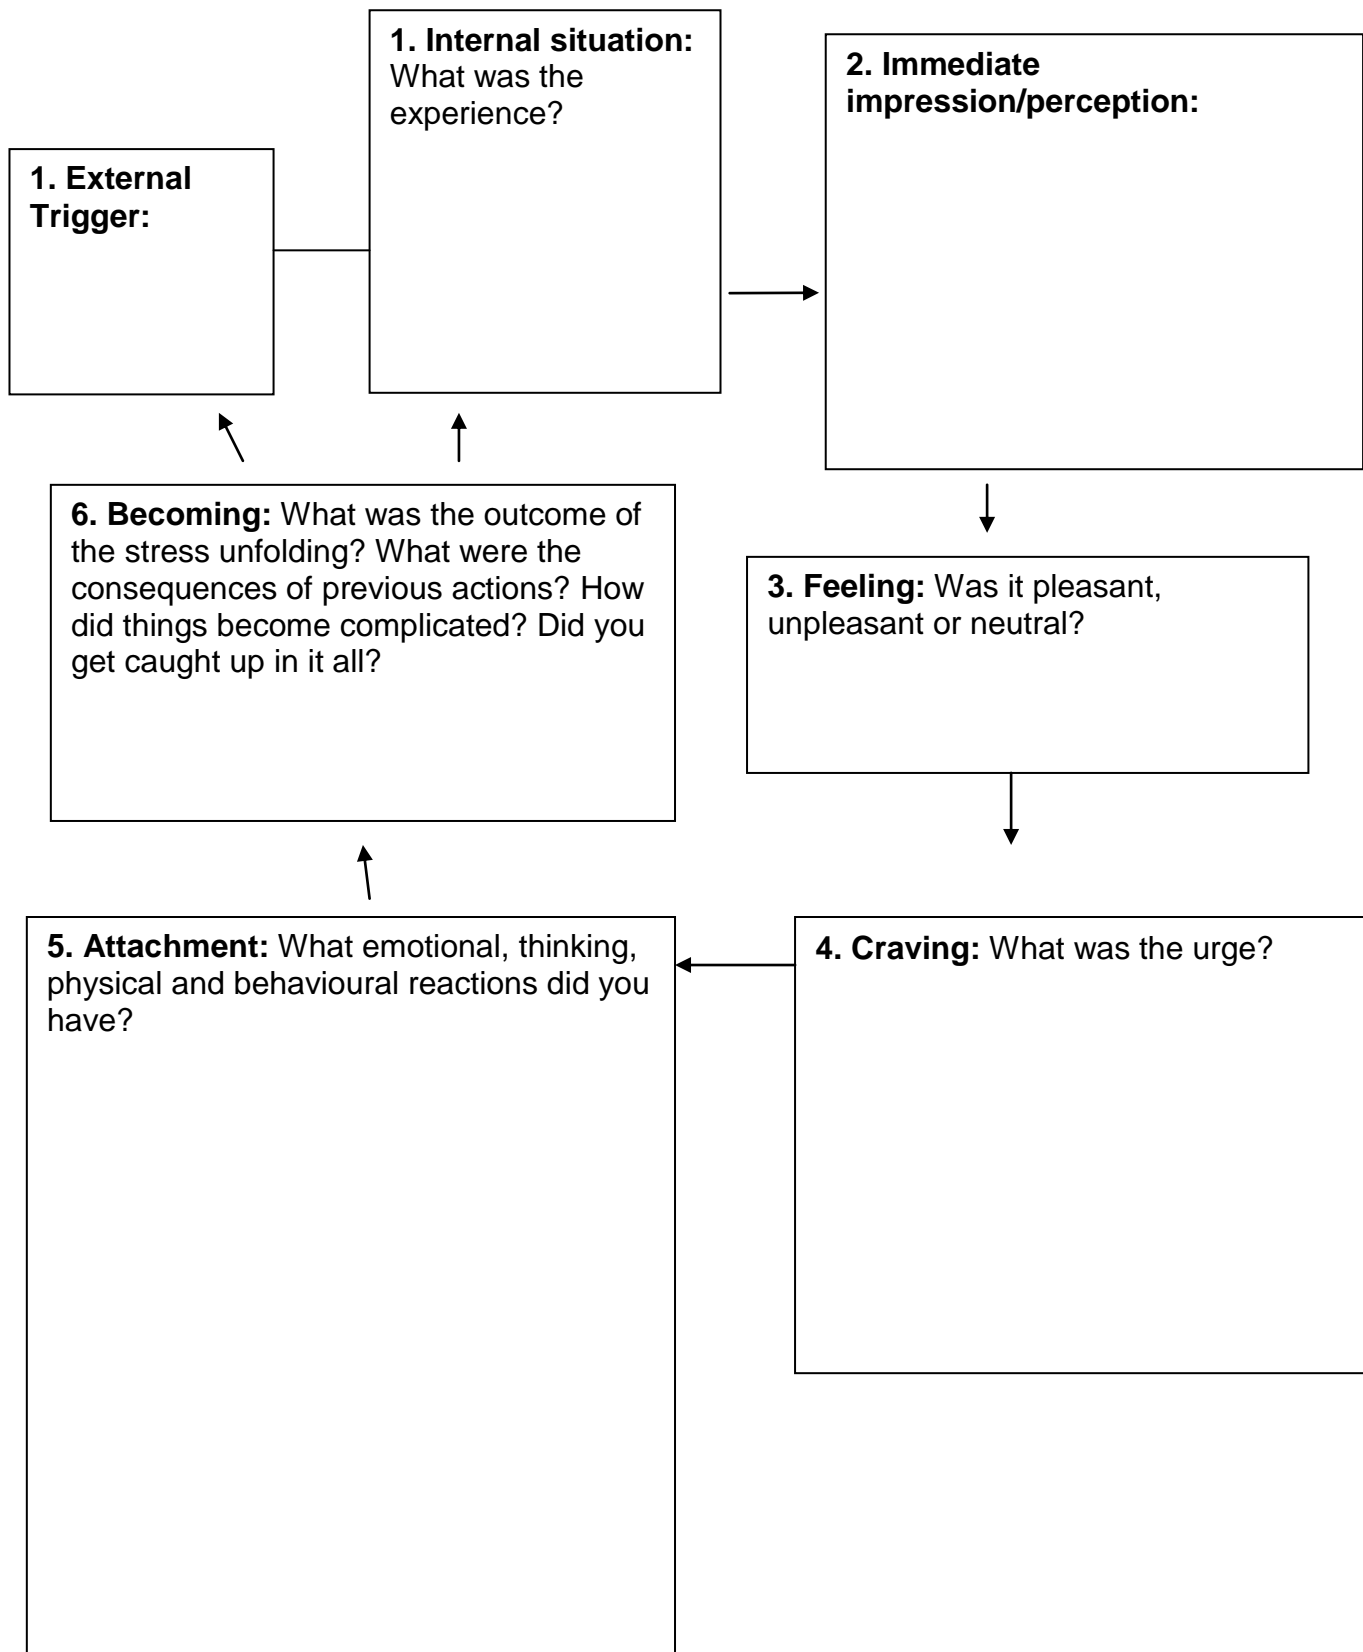 1. External
Trigger:
1. Internal situation:
What was the
experience?
2. Immediate
impression/perception:
3. Feeling: Was it pleasant,
unpleasant or neutral?
4. Craving: What was the urge?
5. Attachment: What emotional, thinking,
physical and behavioural reactions did you
have?
6. Becoming: What was the outcome of
the stress unfolding? What were the
consequences of previous actions? How
did things become complicated? Did you
get caught up in it all?